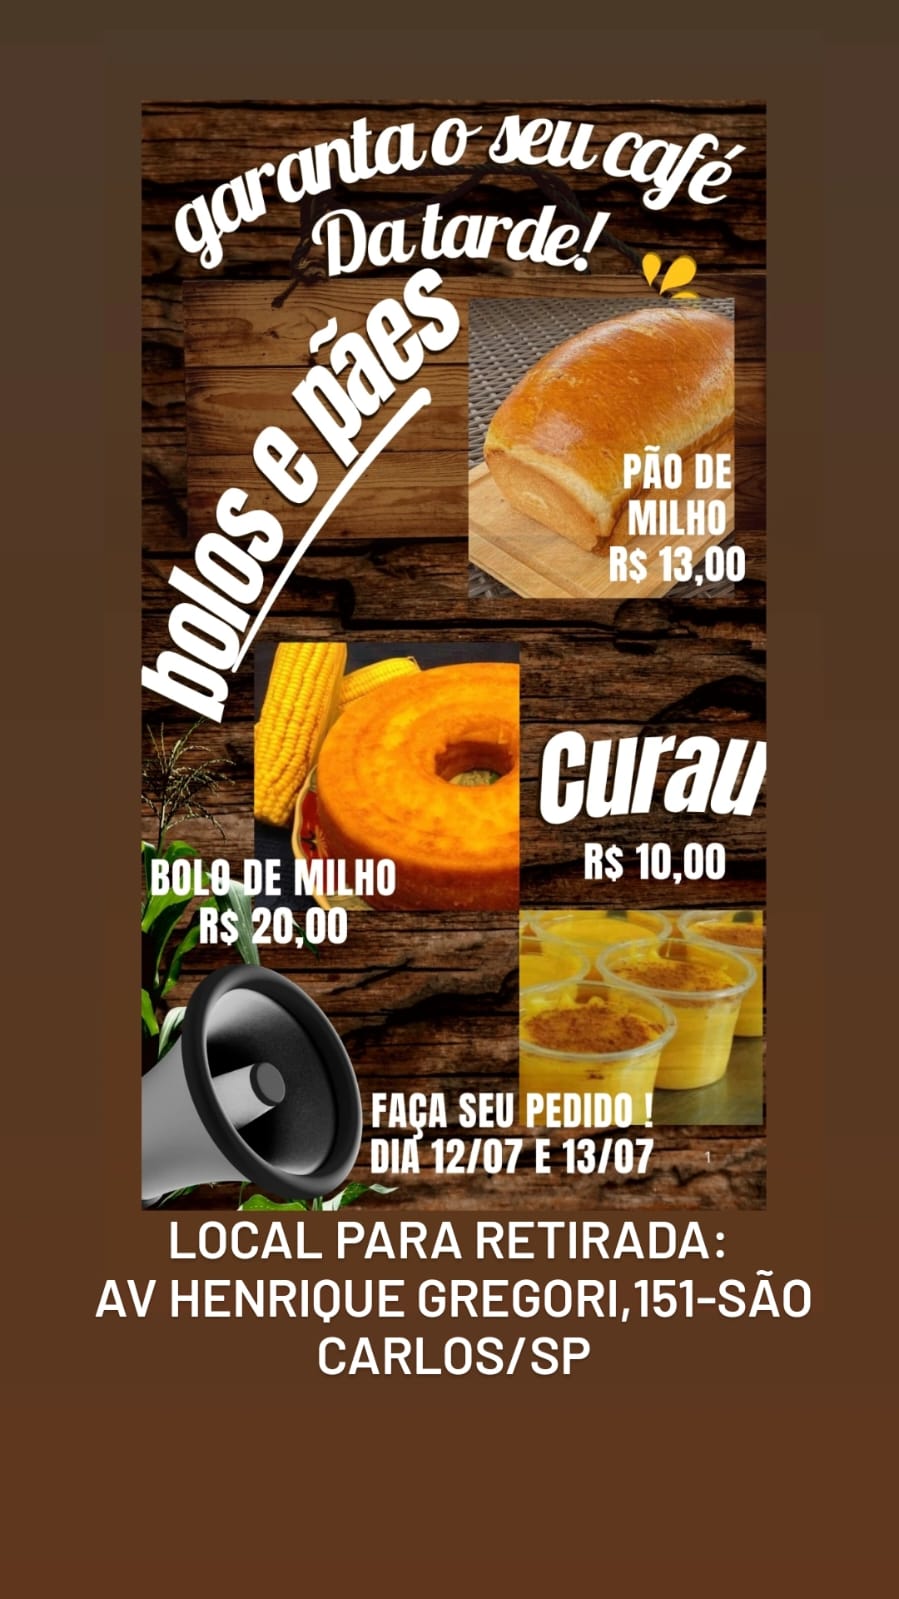 garanta o seu café
Da tarde!
bolos e pães
PÃO DE
MILHO
R$ 13,00
Curau
R$ 10,00
BOLO DE MILHO
R$ 20,00
FAÇA SEU PEDIDO !
DIA 12/07 E 13/07
1
LOCAL PARA RETIRADA:
AV HENRIQUE GREGORI,151-SÃO
CARLOS/SP